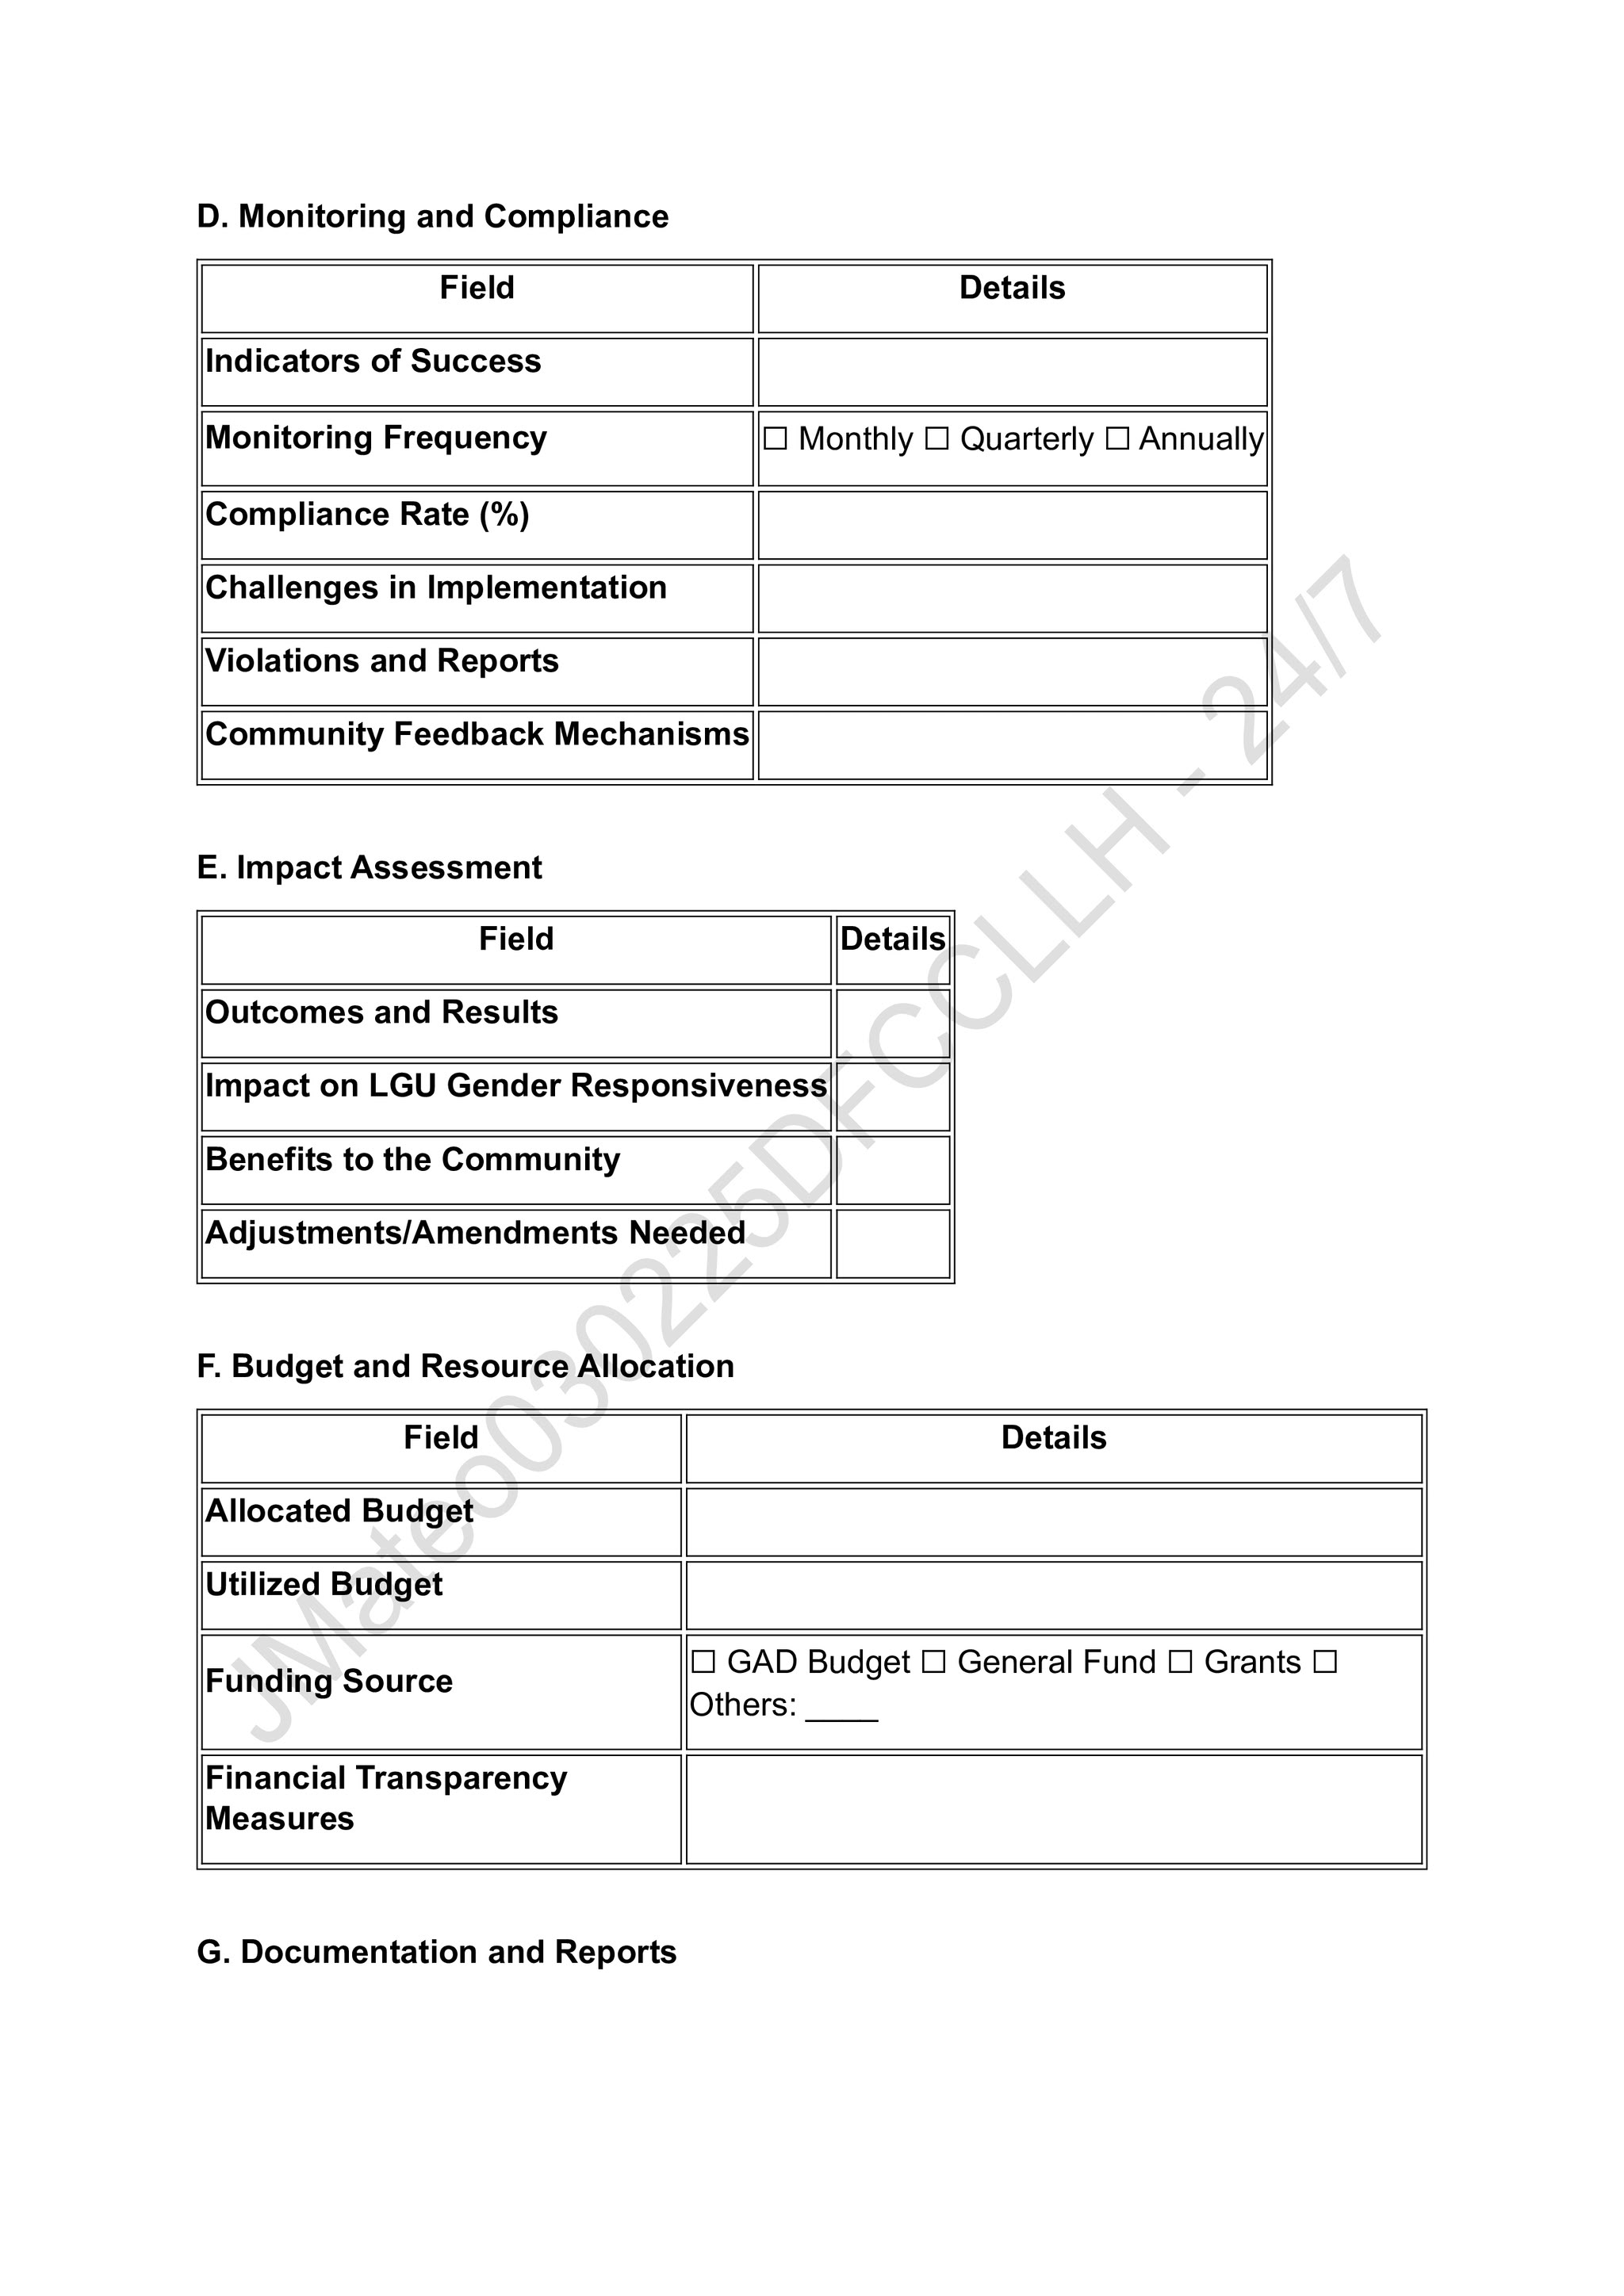 D. Monitoring and Compliance
Field Details
Indicators of Success
Monitoring Frequency ☐ Monthly ☐ Quarterly ☐ Annually
Compliance Rate (%)
Challenges in Implementation
Violations and Reports
Community Feedback Mechanisms
E. Impact Assessment
Field Details
Outcomes and Results
Impact on LGU Gender Responsiveness
Benefits to the Community
Adjustments/Amendments Needed
F. Budget and Resource Allocation
Field Details
Allocated Budget
Utilized Budget
Funding Source ☐ GAD Budget ☐ General Fund ☐ Grants ☐
Others: ____
Financial Transparency
Measures
G. Documentation and Reports
JMateo030225DFCCLLH - 24/7